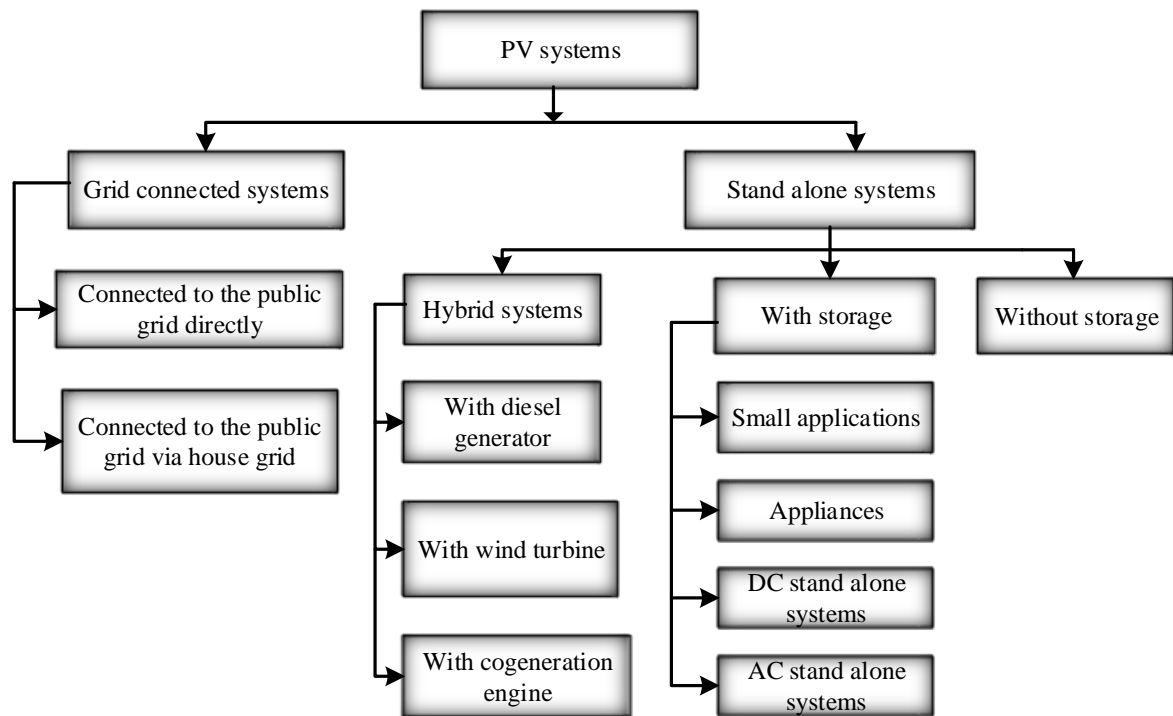 PV systems
Grid connected systems
Stand alone systems
Connected to the public
grid directly
Hybrid systems
With storage
Without storage
Connected to the public
grid via house grid
With diesel
generator
Small applications
With wind turbine
Appliances
DC stand alone
systems
With cogeneration
engine
AC stand alone
systems